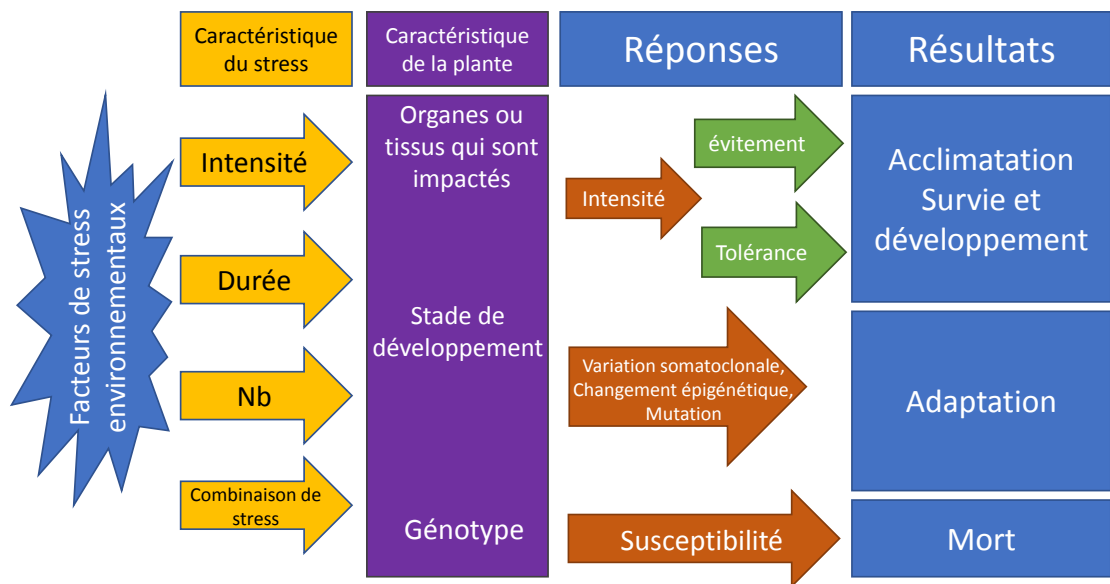 Caractéristique
du stress
Caractéristique
de la plante
Réponses
Résultats
Facteurs de stress
environnementaux
Intensité
Durée
Nb
Combinaison de
stress
Organes ou
tissus qui sont
impactés
Stade de
développement
Génotype
Intensité
évitement
Tolérance
Variation somatoclonale,
Changement épigénétique,
Mutation
Susceptibilité
Acclimatation
Survie et
développement
Adaptation
Mort